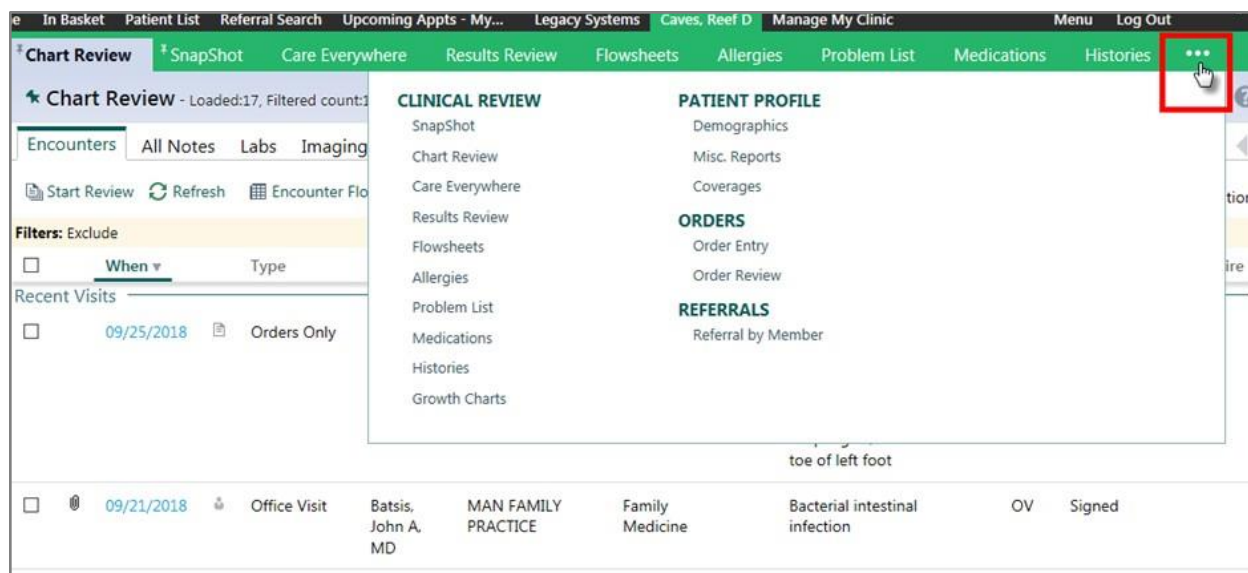 e In Basket Patient List Referral Search Upcoming Appts - My... Legacy Systems Caves, Reef D Manage My Clinic Menu Log Out
Chart Review SnapShot Care Everywhere Results Review Flowsheets Allergies Problem List Medications Histories ...
Chart Review - Loaded:17, Filtered count:1
Encounters All Notes Labs Imaging
Start Review Refresh Encounter Flo
tion
Filters: Exclude
When Type
ire
Recent Visits
09/25/2018 Orders Only
CLINICAL REVIEW
SnapShot
Chart Review
Care Everywhere
Results Review
Flowsheets
Allergies
Problem List
Medications
Histories
Growth Charts
PATIENT PROFILE
Demographics
Misc. Reports
Coverages
ORDERS
Order Entry
Order Review
REFERRALS
Referral by Member
toe of left foot
09/21/2018 Office Visit Batsis, MAN FAMILY Family Bacterial intestinal OV Signed
John A, PRACTICE Medicine infection
MD